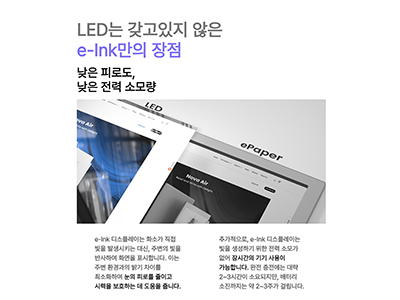 LED는 갖고있지 않은
e-Ink만의 장점
낮은 피로도,
낮은 전력 소모량
LED
ePaper
Nova Air
Nova Air
e-Ink 디스플레이는 화소가 직접
빛을 발생시키는 대신, 주변의 빛을
반사하여 화면을 표시합니다. 이는
주변 환경과의 밝기 차이를
최소화하여 눈의 피로를 줄이고
시력을 보호하는 데 도움을 줍니다.
추가적으로, e-Ink 디스플레이는
빛을 생성하기 위한 전력 소모가
없어 장시간의 기기 사용이
가능합니다. 완전 충전에는 대략
2~3시간이 소요되지만, 배터리
소진까지는 약 2~3주가 걸립니다.